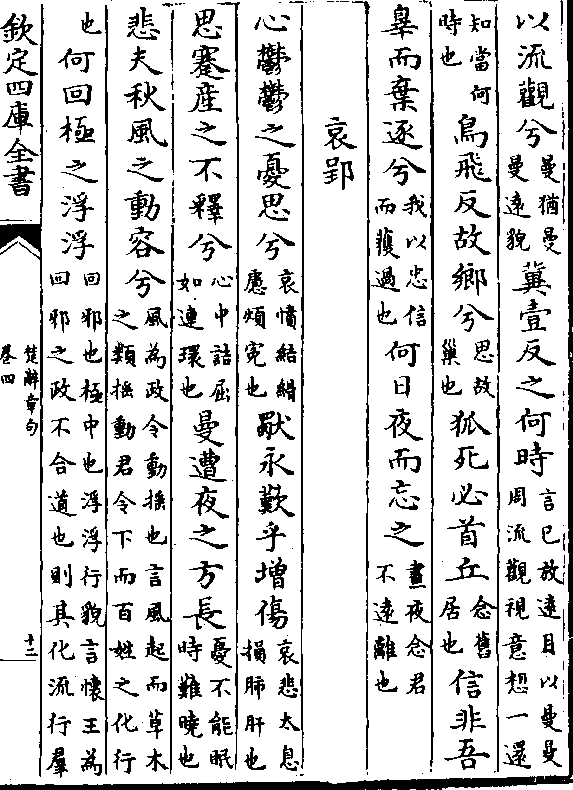 以流觀兮曼猶曼曼遠貌冀壹反之何時言已放遠目以曼曼周流觀視意想一還
知當何時也鳥飛反故鄉兮思故巢也狐死必首丘念舊居也信非吾
辠而棄逐兮我以忠信而獲過也何日夜而忘之晝夜念君不遠離也
哀郢
心鬱鬱之憂思兮哀憤結縎慮煩冤也獨永歎乎增傷哀悲太息損肺肝也
思蹇産之不釋兮心中詰屈如連環也曼遭夜之方長憂不能眠時難曉也
悲夫秋風之動容兮風為政令動搖也言風起而草木之類搖動君令下而百姓之化行
也何回極之浮浮回邪也極中也浮浮行貌言懷王為回邪之政不合道也則其化流行羣
欽定四庫全書
楚辭章句
卷四
十二